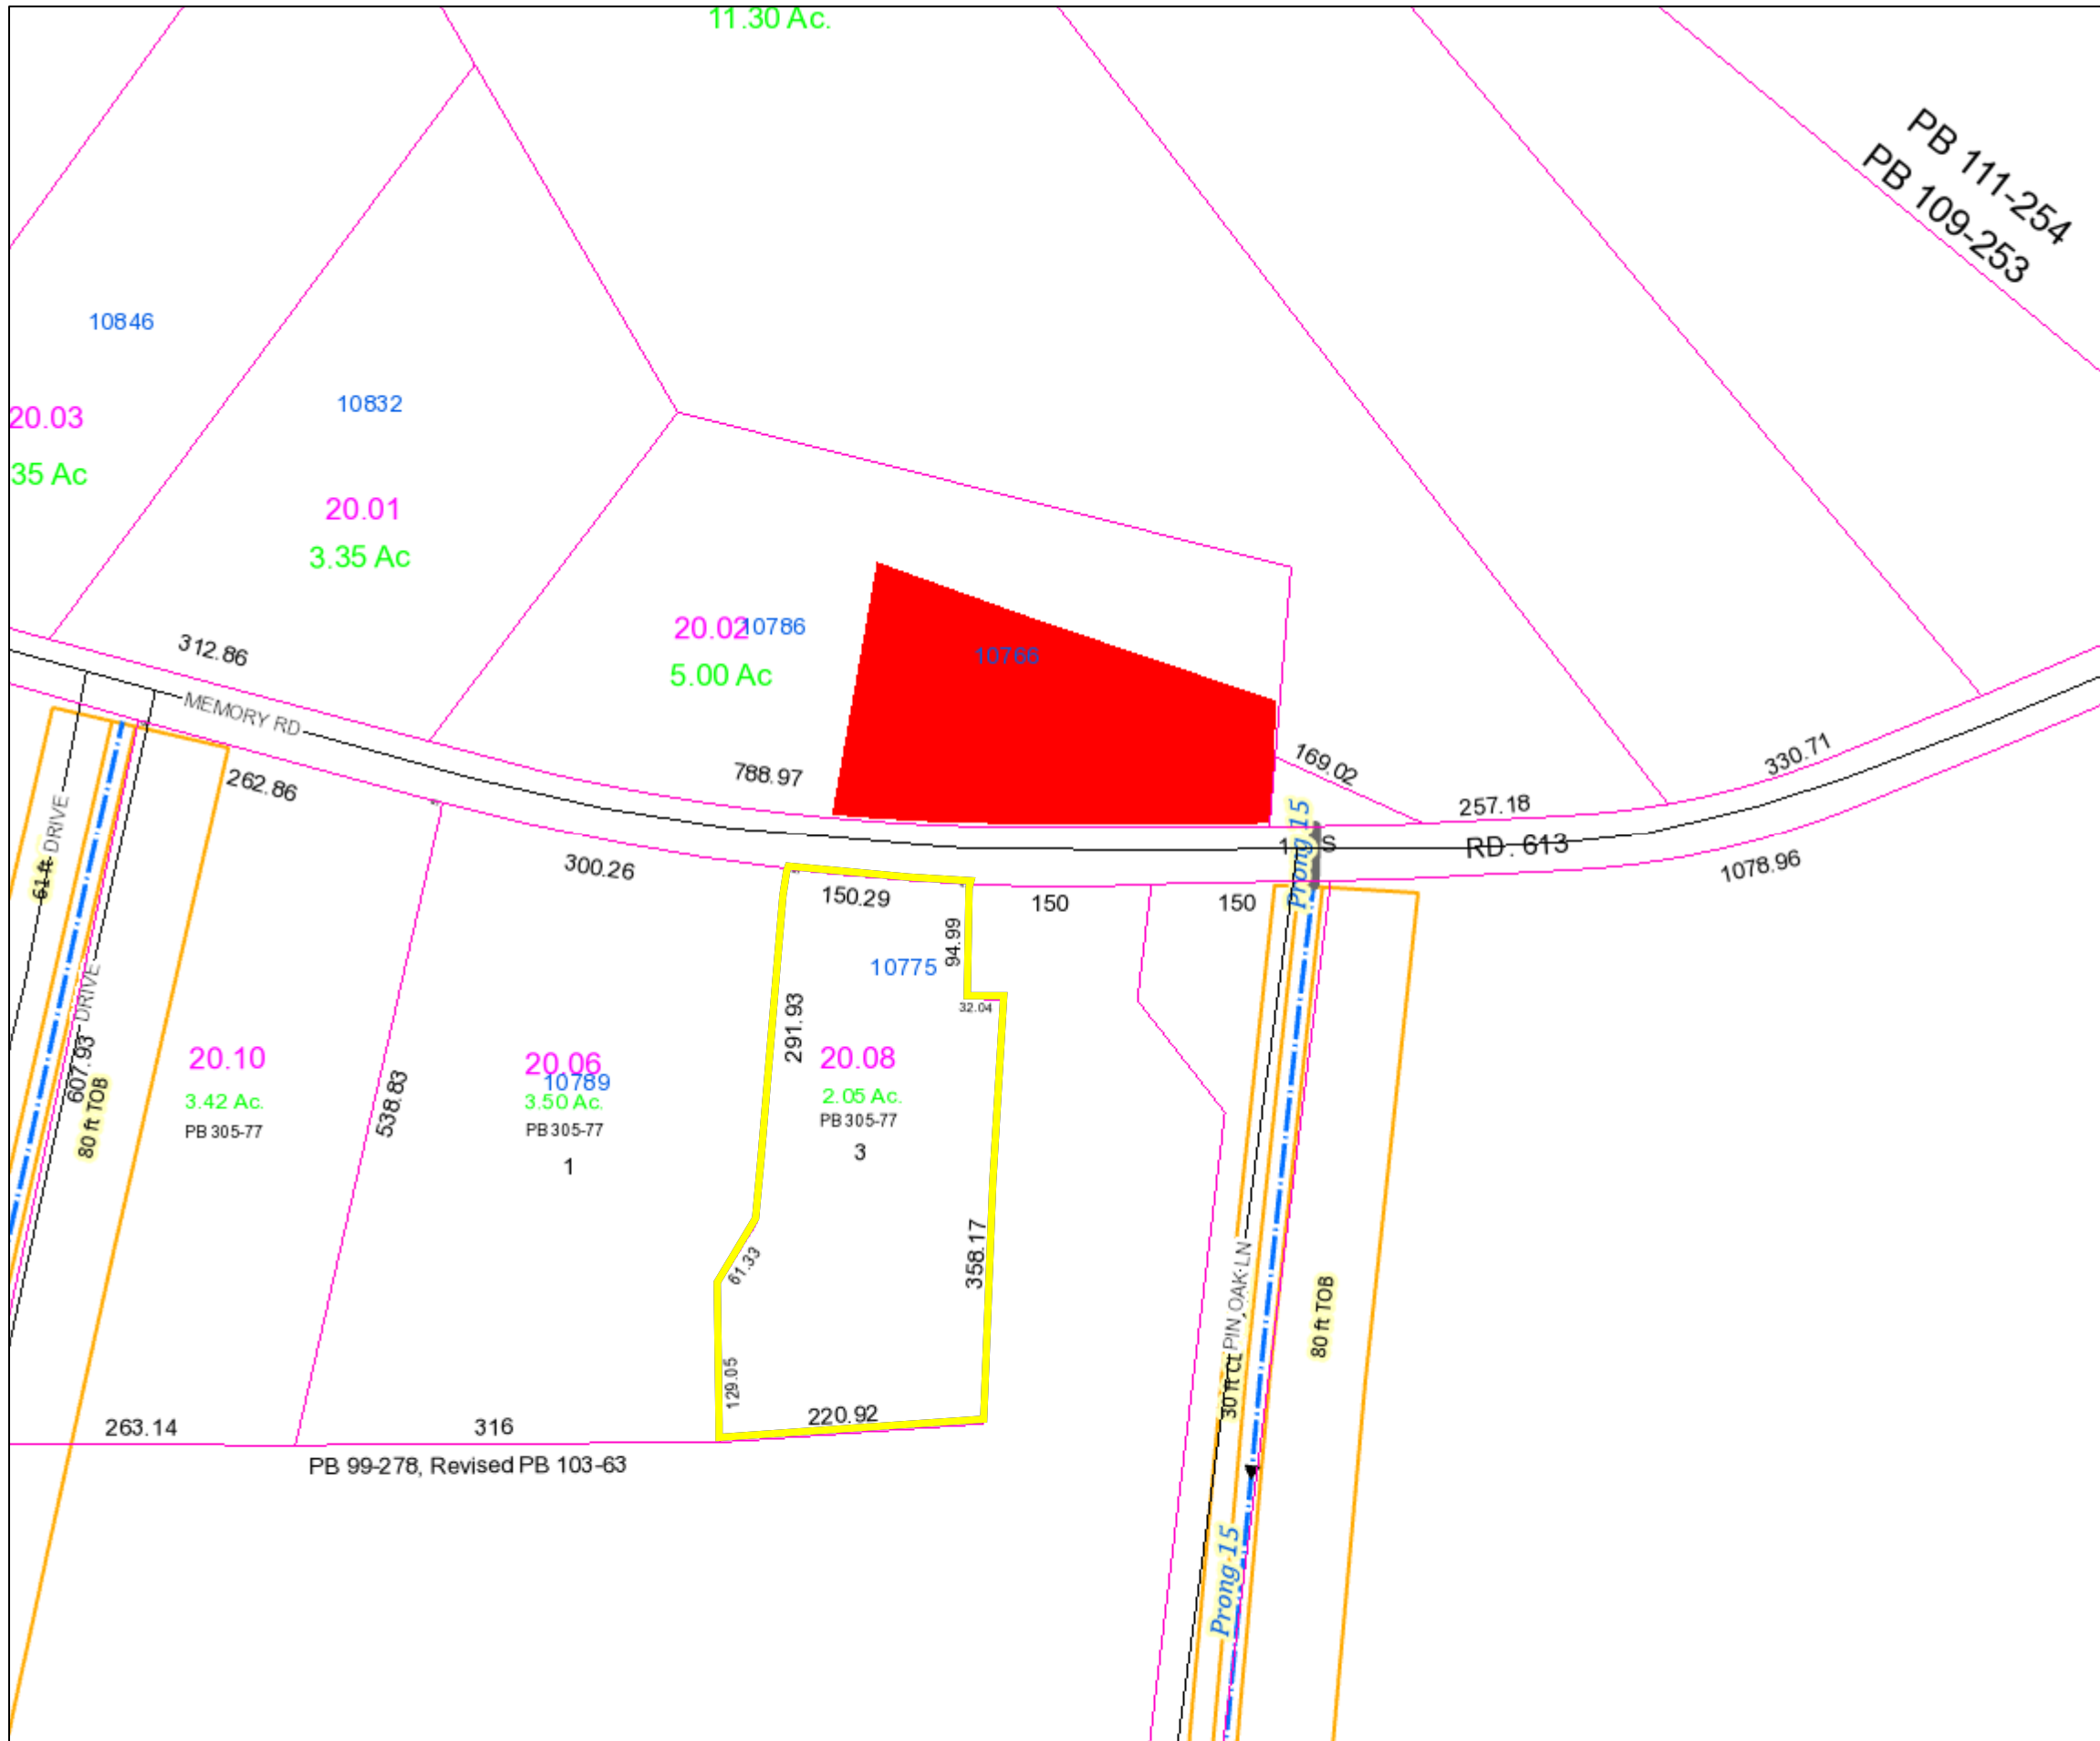 11.30 Ac.
PB 111-254
PB 109-253
10846
10832
20.03
35 Ac
20.01
3.35 Ac
20.02
10786
10766
5.00 Ac
312.86
MEMORY RD
788.97
169.02
330.71
257.18
RD. 613
1078.96
262.86
300.26
150.29
150
150
Prong 15
61 ft
DRIVE
94.99
10775
32.04
291.93
DRIVE
607.93
80 ft TOB
20.10
3.42 Ac.
PB 305-77
538.83
20.06
10789
3.50 Ac.
PB 305-77
1
20.08
2.05 Ac.
PB 305-77
3
358.17
61.33
129.05
220.92
PIN OAK LN
30 ft CL
80 ft TOB
263.14
316
PB 99-278, Revised PB 103-63
Prong 15